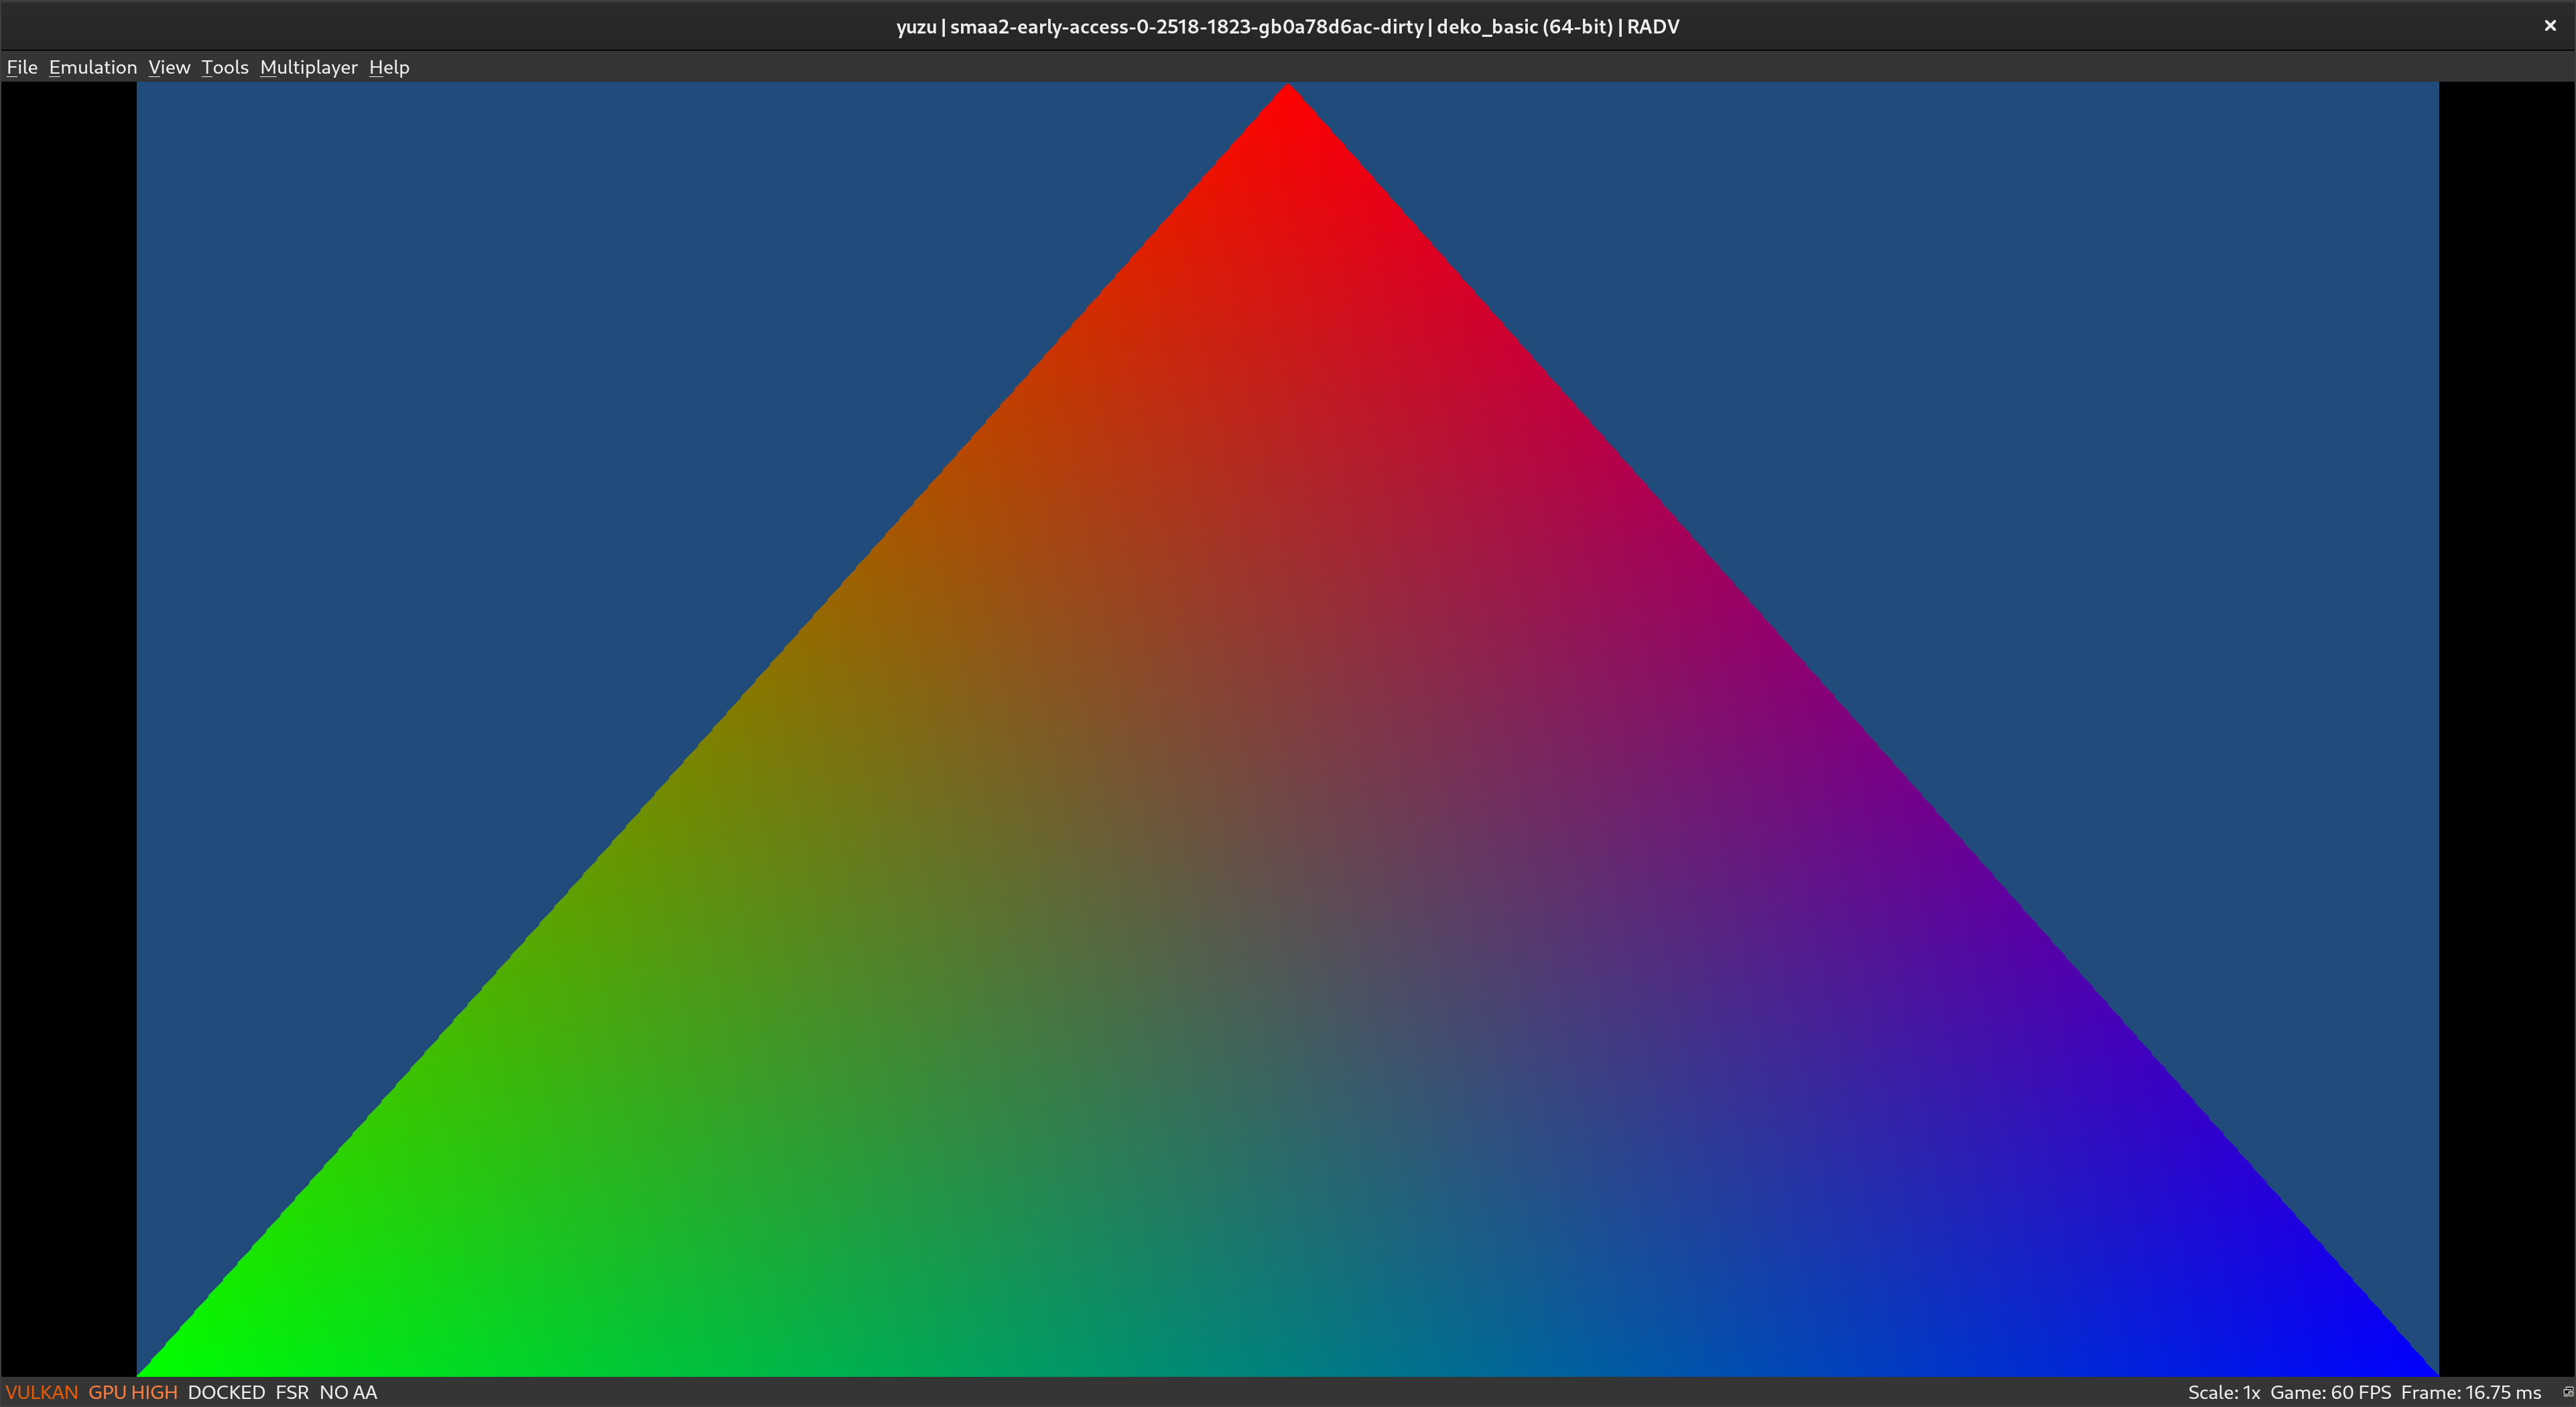 yuzu | smaa2-early-access-0-2518-1823-gb0a78d6ac-dirty | deko_basic (64-bit) | RADV
File Emulation View Tools Multiplayer Help
VULKAN GPU HIGH DOCKED FSR NO AA Scale: 1x Game: 60 FPS Frame: 16.75 ms